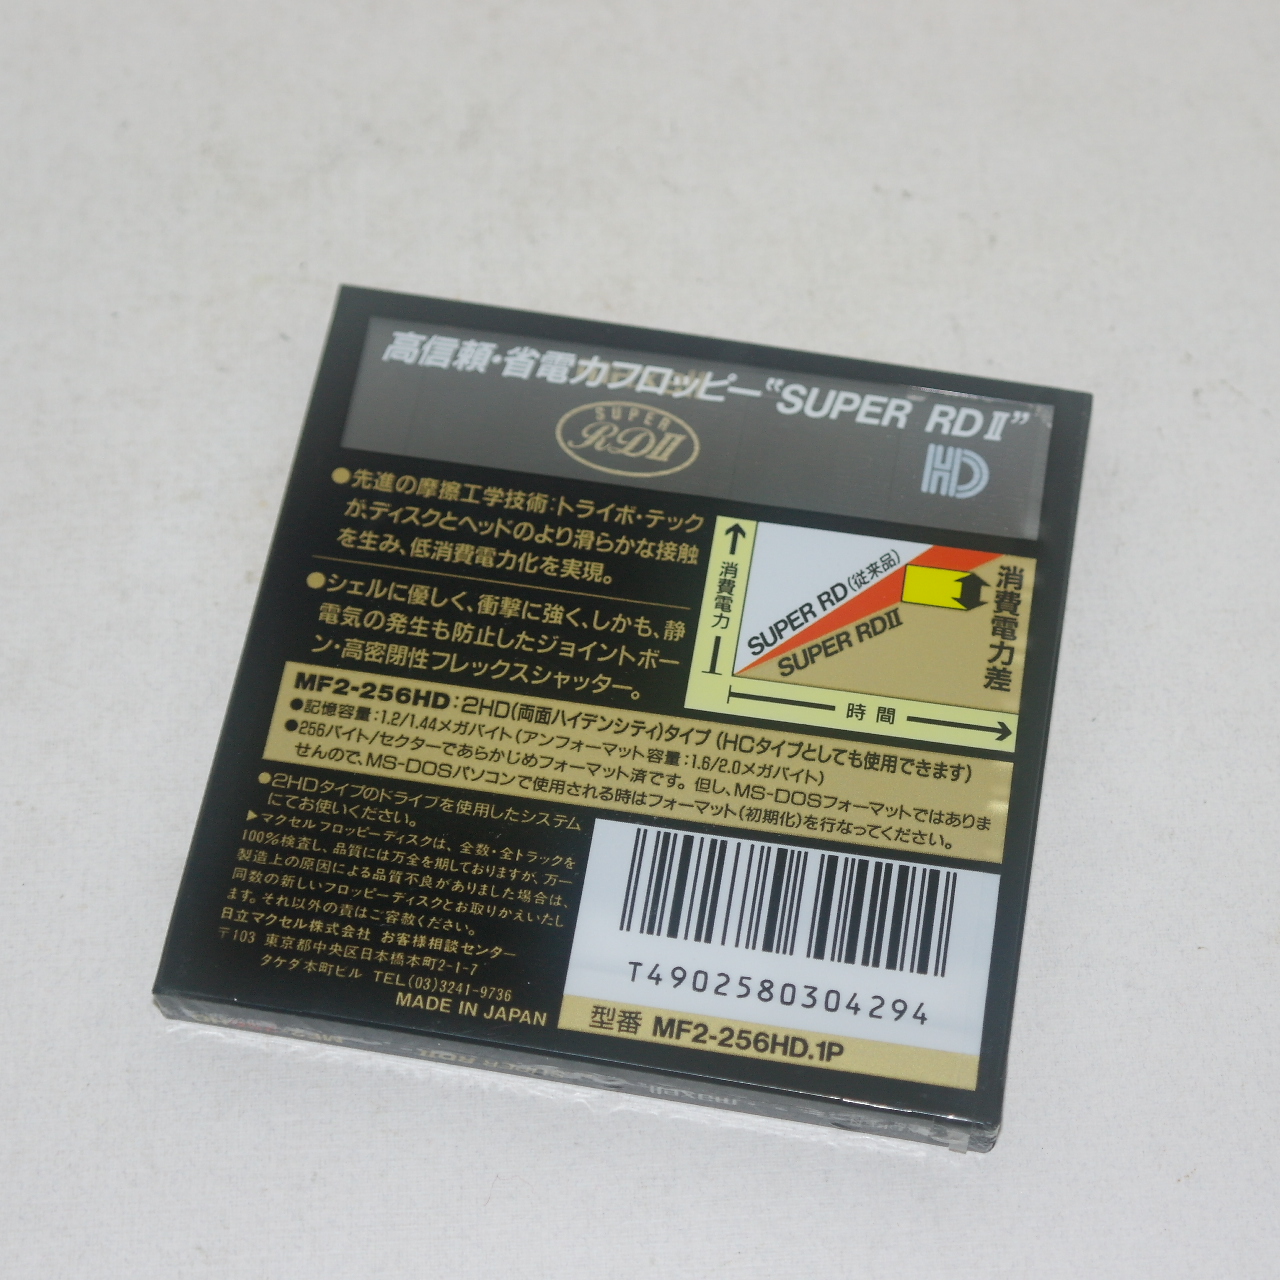 高信頼・省電力フロッピー“SUPER RDⅡ”
SUPER
RDⅡ
HD
●先進の摩擦工学技術：トライボ・テック
が、ディスクとヘッドのより滑らかな接触
を生み、低消費電力化を実現。
●シェルに優しく、衝撃に強く、しかも、静
電気の発生も防止したジョイントボー
ン・高密閉性フレックスシャッター。
消費電力
SUPER RD(従来品)
SUPER RDⅡ
消費電力差
時間
MF2-256HD：2HD(両面ハイデンシティ)タイプ (HCタイプとしても使用できます)
●記憶容量：1.2/1.44メガバイト(アンフォーマット容量：1.6/2.0メガバイト)
●256バイト/セクターであらかじめフォーマット済です。但し、MS-DOSフォーマットではありま
せんので、MS-DOSパソコンで使用される時はフォーマット(初期化)を行なってください。
●2HDタイプのドライブを使用したシステム
にてお使いください。
▶マクセルフロッピーディスクは、全数・全トラックを
100%検査し、品質には万全を期しておりますが、万一
製造上の原因による品質不良がありました場合は、
同数の新しいフロッピーディスクとお取りかえいたし
ます。それ以外の責はご容赦ください。
日立マクセル株式会社 お客様相談センター
〒103 東京都中央区日本橋本町2-1-7
タケダ本町ビル TEL(03)3241-9736
MADE IN JAPAN
T4902580304294
型番 MF2-256HD.1P